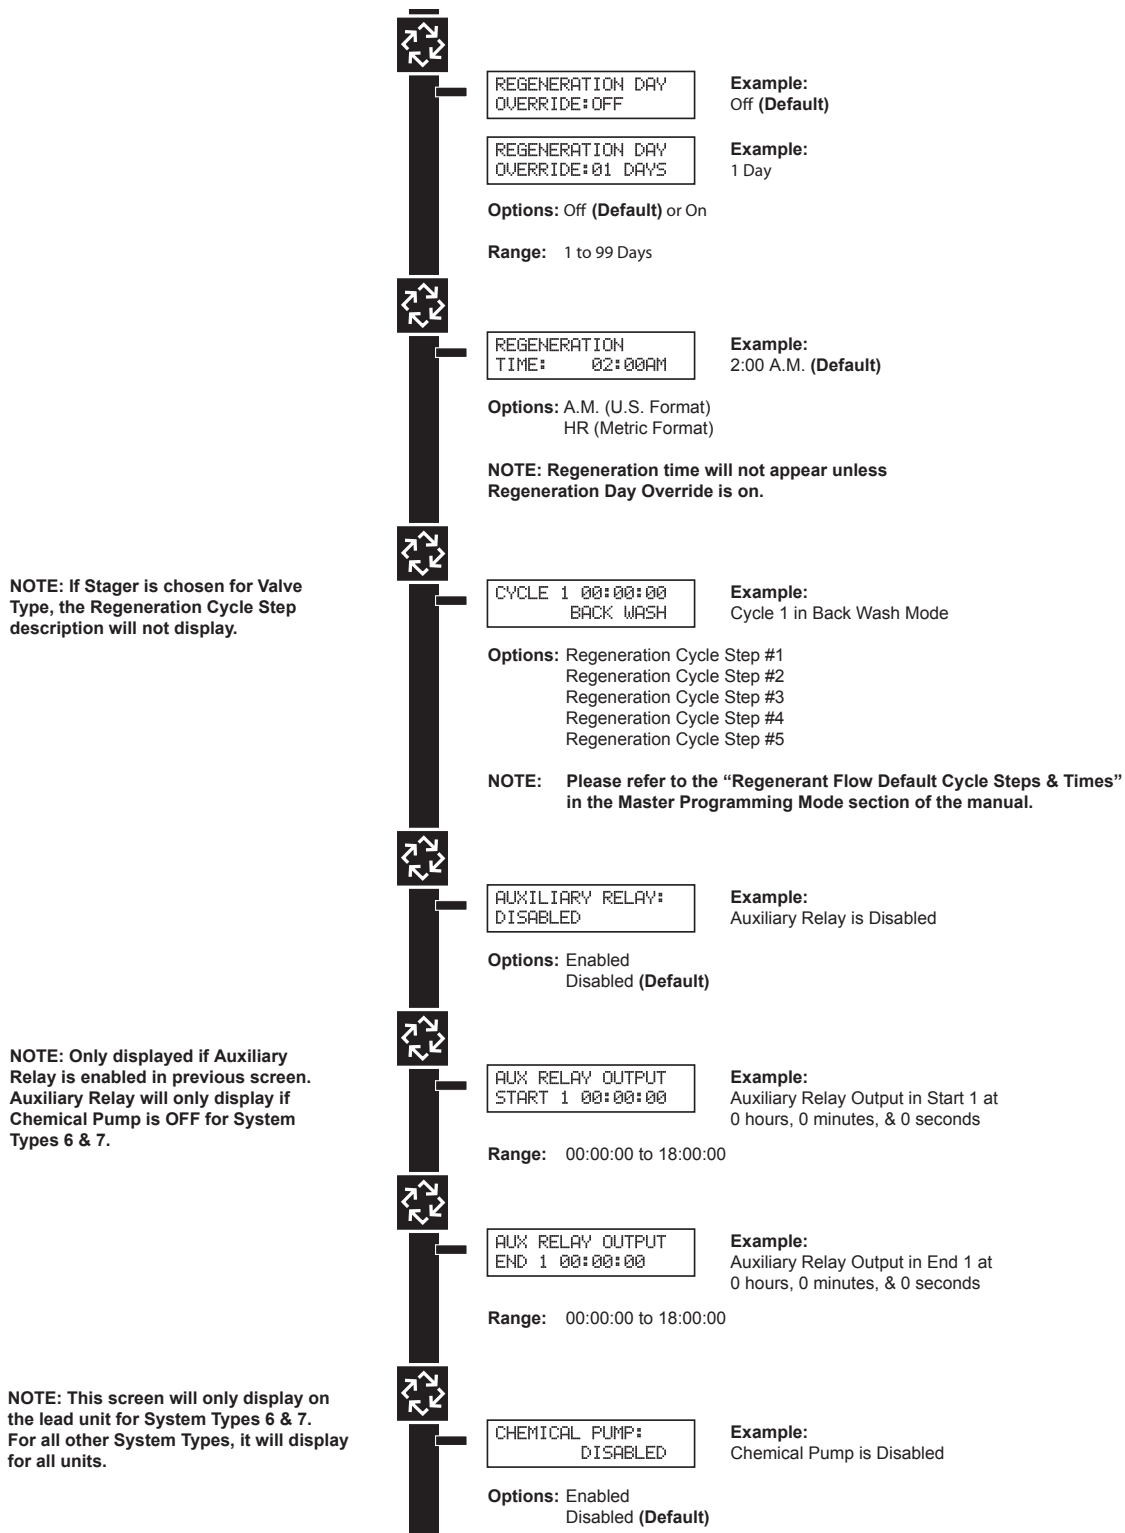 REGENERATION DAY
OVERRIDE:OFF
Example:
Off (Default)
REGENERATION DAY
OVERRIDE:01 DAYS
Example:
1 Day
Options: Off (Default) or On
Range: 1 to 99 Days
REGENERATION
TIME: 02:00AM
Example:
2:00 A.M. (Default)
Options: A.M. (U.S. Format)
HR (Metric Format)
NOTE: Regeneration time will not appear unless
Regeneration Day Override is on.
NOTE: If Stager is chosen for Valve
Type, the Regeneration Cycle Step
description will not display.
CYCLE 1 00:00:00
BACK WASH
Example:
Cycle 1 in Back Wash Mode
Options: Regeneration Cycle Step #1
Regeneration Cycle Step #2
Regeneration Cycle Step #3
Regeneration Cycle Step #4
Regeneration Cycle Step #5
NOTE: Please refer to the “Regenerant Flow Default Cycle Steps & Times”
in the Master Programming Mode section of the manual.
AUXILIARY RELAY:
DISABLED
Example:
Auxiliary Relay is Disabled
Options: Enabled
Disabled (Default)
NOTE: Only displayed if Auxiliary
Relay is enabled in previous screen.
Auxiliary Relay will only display if
Chemical Pump is OFF for System
Types 6 & 7.
AUX RELAY OUTPUT
START 1 00:00:00
Example:
Auxiliary Relay Output in Start 1 at
0 hours, 0 minutes, & 0 seconds
Range: 00:00:00 to 18:00:00
AUX RELAY OUTPUT
END 1 00:00:00
Example:
Auxiliary Relay Output in End 1 at
0 hours, 0 minutes, & 0 seconds
Range: 00:00:00 to 18:00:00
NOTE: This screen will only display on
the lead unit for System Types 6 & 7.
For all other System Types, it will display
for all units.
CHEMICAL PUMP:
DISABLED
Example:
Chemical Pump is Disabled
Options: Enabled
Disabled (Default)